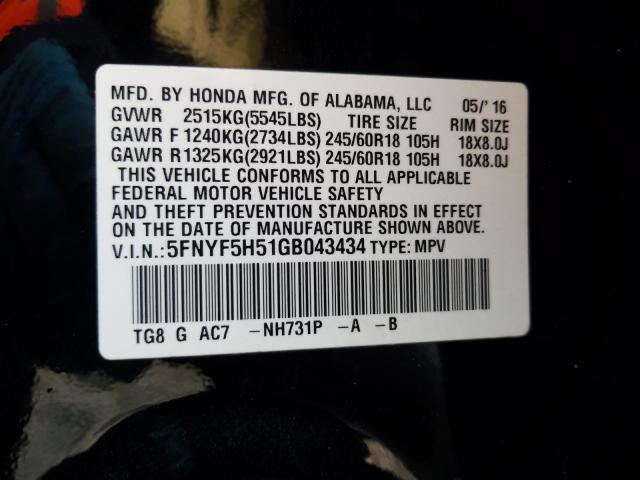 MFD. BY HONDA MFG. OF ALABAMA, LLC 05/' 16
GVWR 2515KG(5545LBS) TIRE SIZE RIM SIZE
GAWR F 1240KG(2734LBS) 245/60R18 105H 18X8.0J
GAWR R1325KG(2921LBS) 245/60R18 105H 18X8.0J
THIS VEHICLE CONFORMS TO ALL APPLICABLE
FEDERAL MOTOR VEHICLE SAFETY
AND THEFT PREVENTION STANDARDS IN EFFECT
ON THE DATE OF MANUFACTURE SHOWN ABOVE.
V.I.N.:5FNYF5H51GB043434 TYPE: MPV
TG8 G AC7 -NH731P -A -B